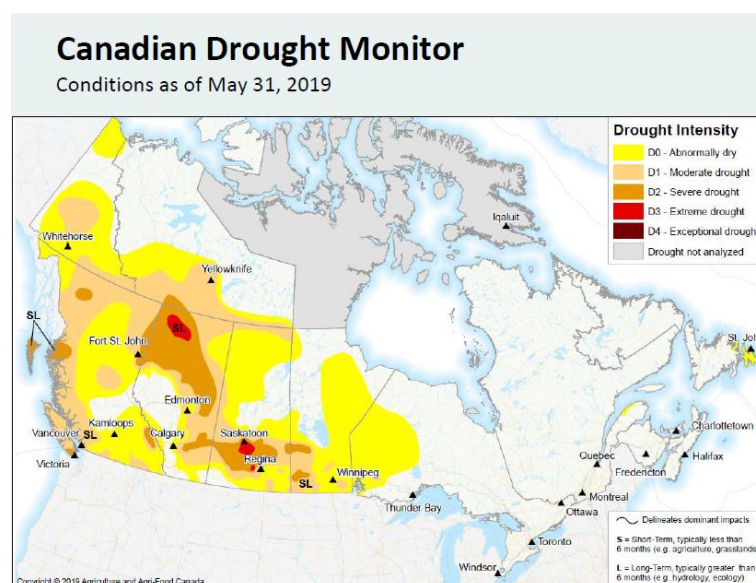 Canadian Drought Monitor
Conditions as of May 31, 2019
Drought Intensity
D0 - Abnormally dry
D1 - Moderate drought
D2 - Severe drought
D3 - Extreme drought
D4 - Exceptional drough
Drought not analyzed
Iqaluit
Whitehorse
Yellowknife
SL
SL
Fort St. John
St. Joh
Edmonton
Kamloops
Vancouver
SL
Calgary
Saskatoon
Charlottetown
Victoria
Regina
Winnipeg
SL
Quebec
Fredericton
Halifax
Thunder Bay
Montreal
Ottawa
Toronto
Windsor
Delineates dominant impacts
S = Short-Term, typically less than
6 months (e.g. agriculture, grasslands
L = Long-Term, typically greater than
6 months (e.g. hydrology, ecology)
Copyright © 2019 Agriculture and Agri-Food Canada